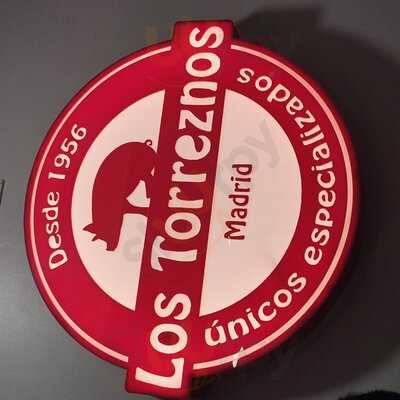 Desde 1956
Los Torreznos
Madrid
únicos especializados